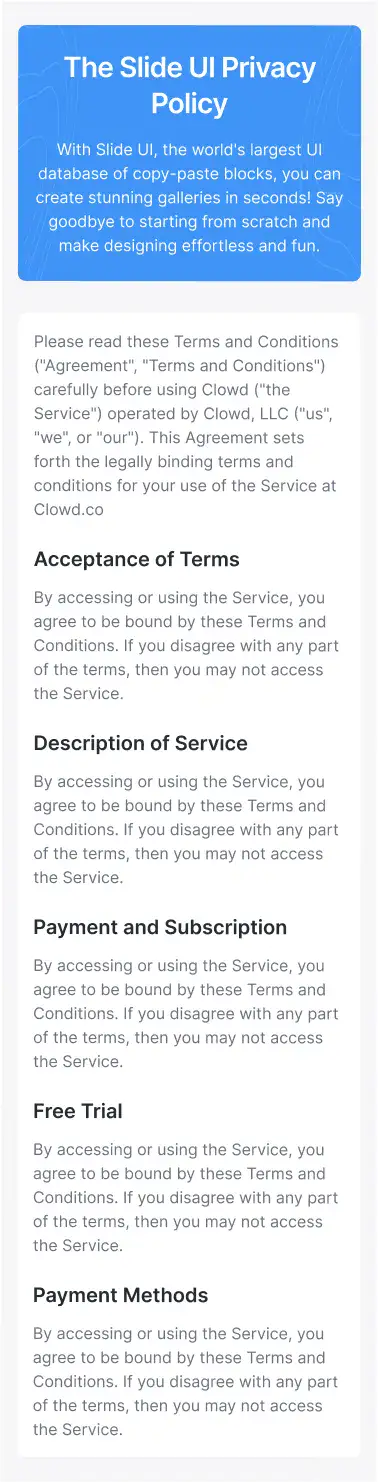 The Slide UI Privacy
Policy
With Slide UI, the world's largest UI
database of copy-paste blocks, you can
create stunning galleries in seconds! Say
goodbye to starting from scratch and
make designing effortless and fun.
Please read these Terms and Conditions
("Agreement", "Terms and Conditions")
carefully before using Clowd ("the
Service") operated by Clowd, LLC ("us",
"we", or "our"). This Agreement sets
forth the legally binding terms and
conditions for your use of the Service at
Clowd.co
Acceptance of Terms
By accessing or using the Service, you
agree to be bound by these Terms and
Conditions. If you disagree with any part
of the terms, then you may not access
the Service.
Description of Service
By accessing or using the Service, you
agree to be bound by these Terms and
Conditions. If you disagree with any part
of the terms, then you may not access
the Service.
Payment and Subscription
By accessing or using the Service, you
agree to be bound by these Terms and
Conditions. If you disagree with any part
of the terms, then you may not access
the Service.
Free Trial
By accessing or using the Service, you
agree to be bound by these Terms and
Conditions. If you disagree with any part
of the terms, then you may not access
the Service.
Payment Methods
By accessing or using the Service, you
agree to be bound by these Terms and
Conditions. If you disagree with any part
of the terms, then you may not access
the Service.